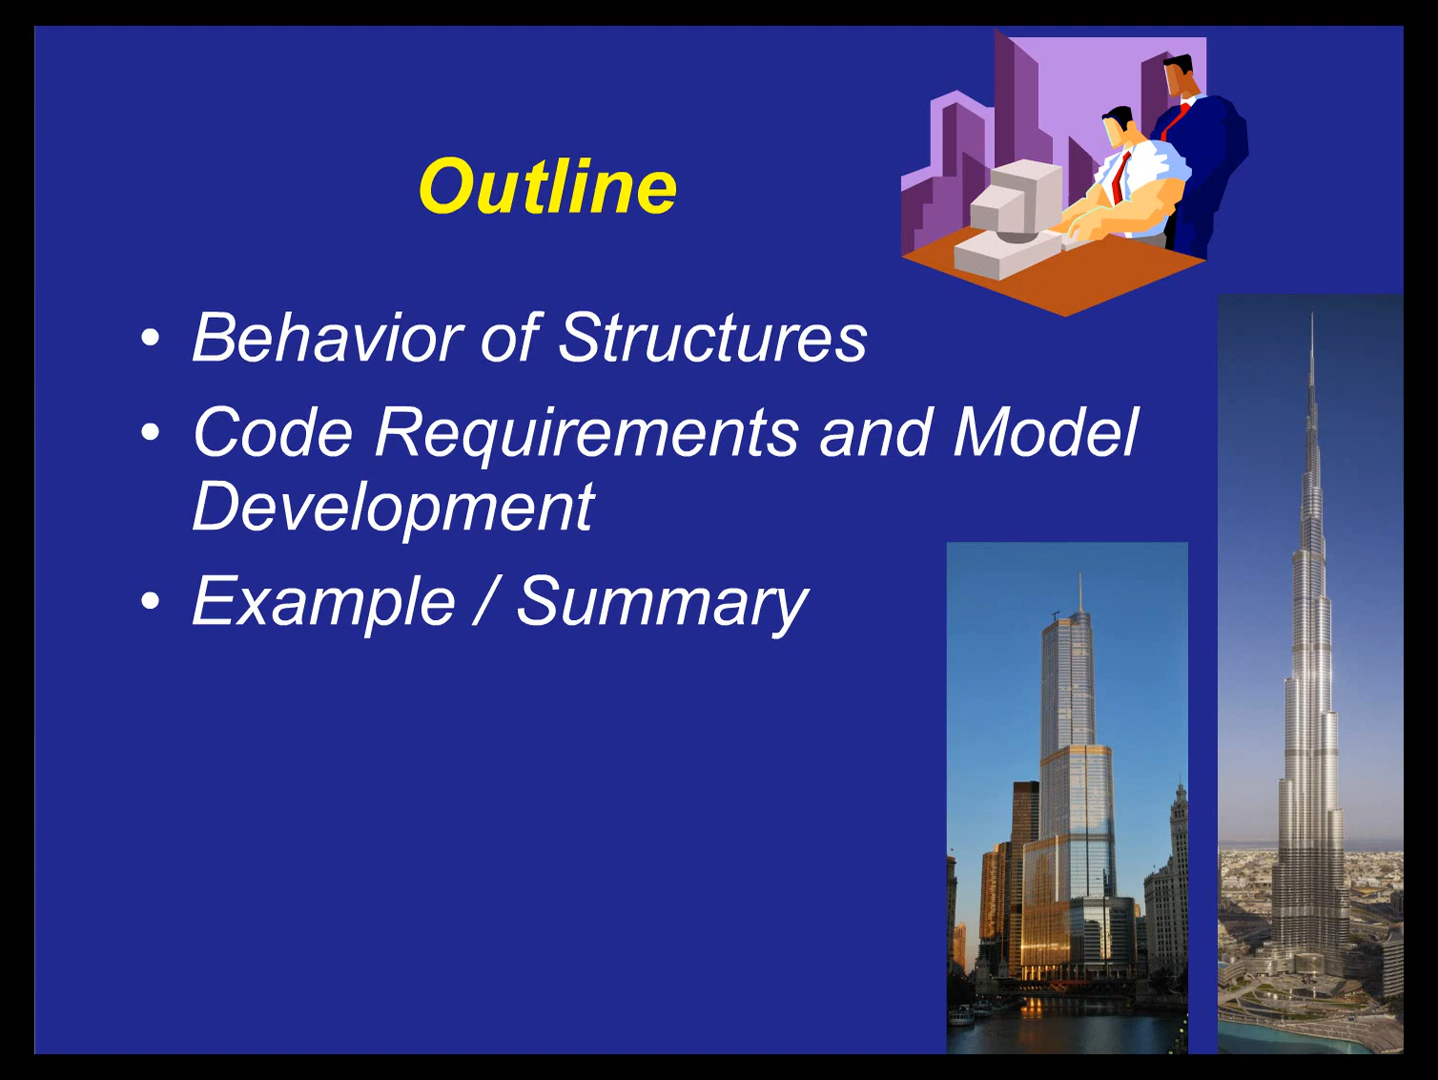 Outline
• Behavior of Structures
• Code Requirements and Model
Development
• Example / Summary